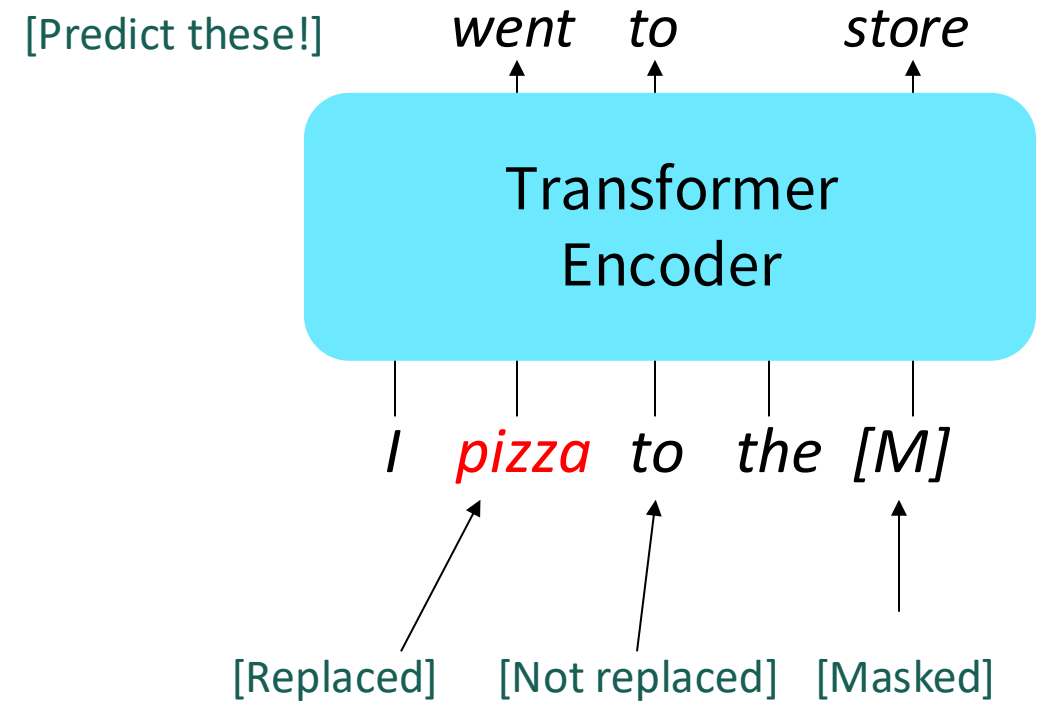 [Predict these!] went to store
Transformer
Encoder
I pizza to the [M]
[Replaced] [Not replaced] [Masked]